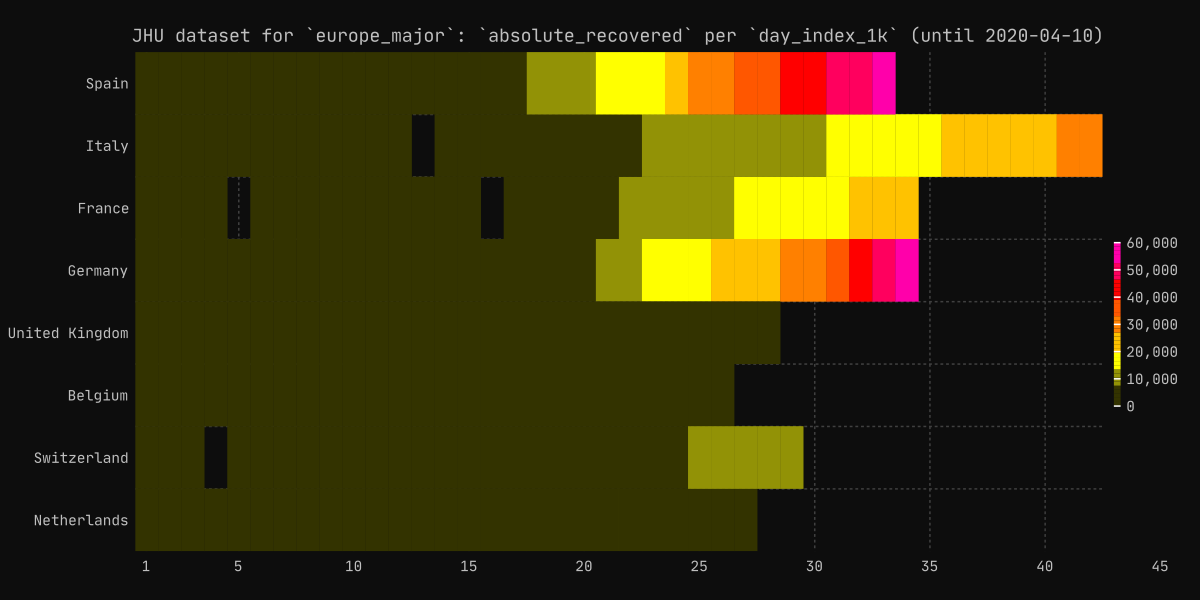 JHU dataset for `europe_major`: `absolute_recovered` per `day_index_1k` (until 2020-04-10)
Spain
Italy
France
Germany
United Kingdom
Belgium
Switzerland
Netherlands
60,000
50,000
40,000
30,000
20,000
10,000
0
1 5 10 15 20 25 30 35 40 45